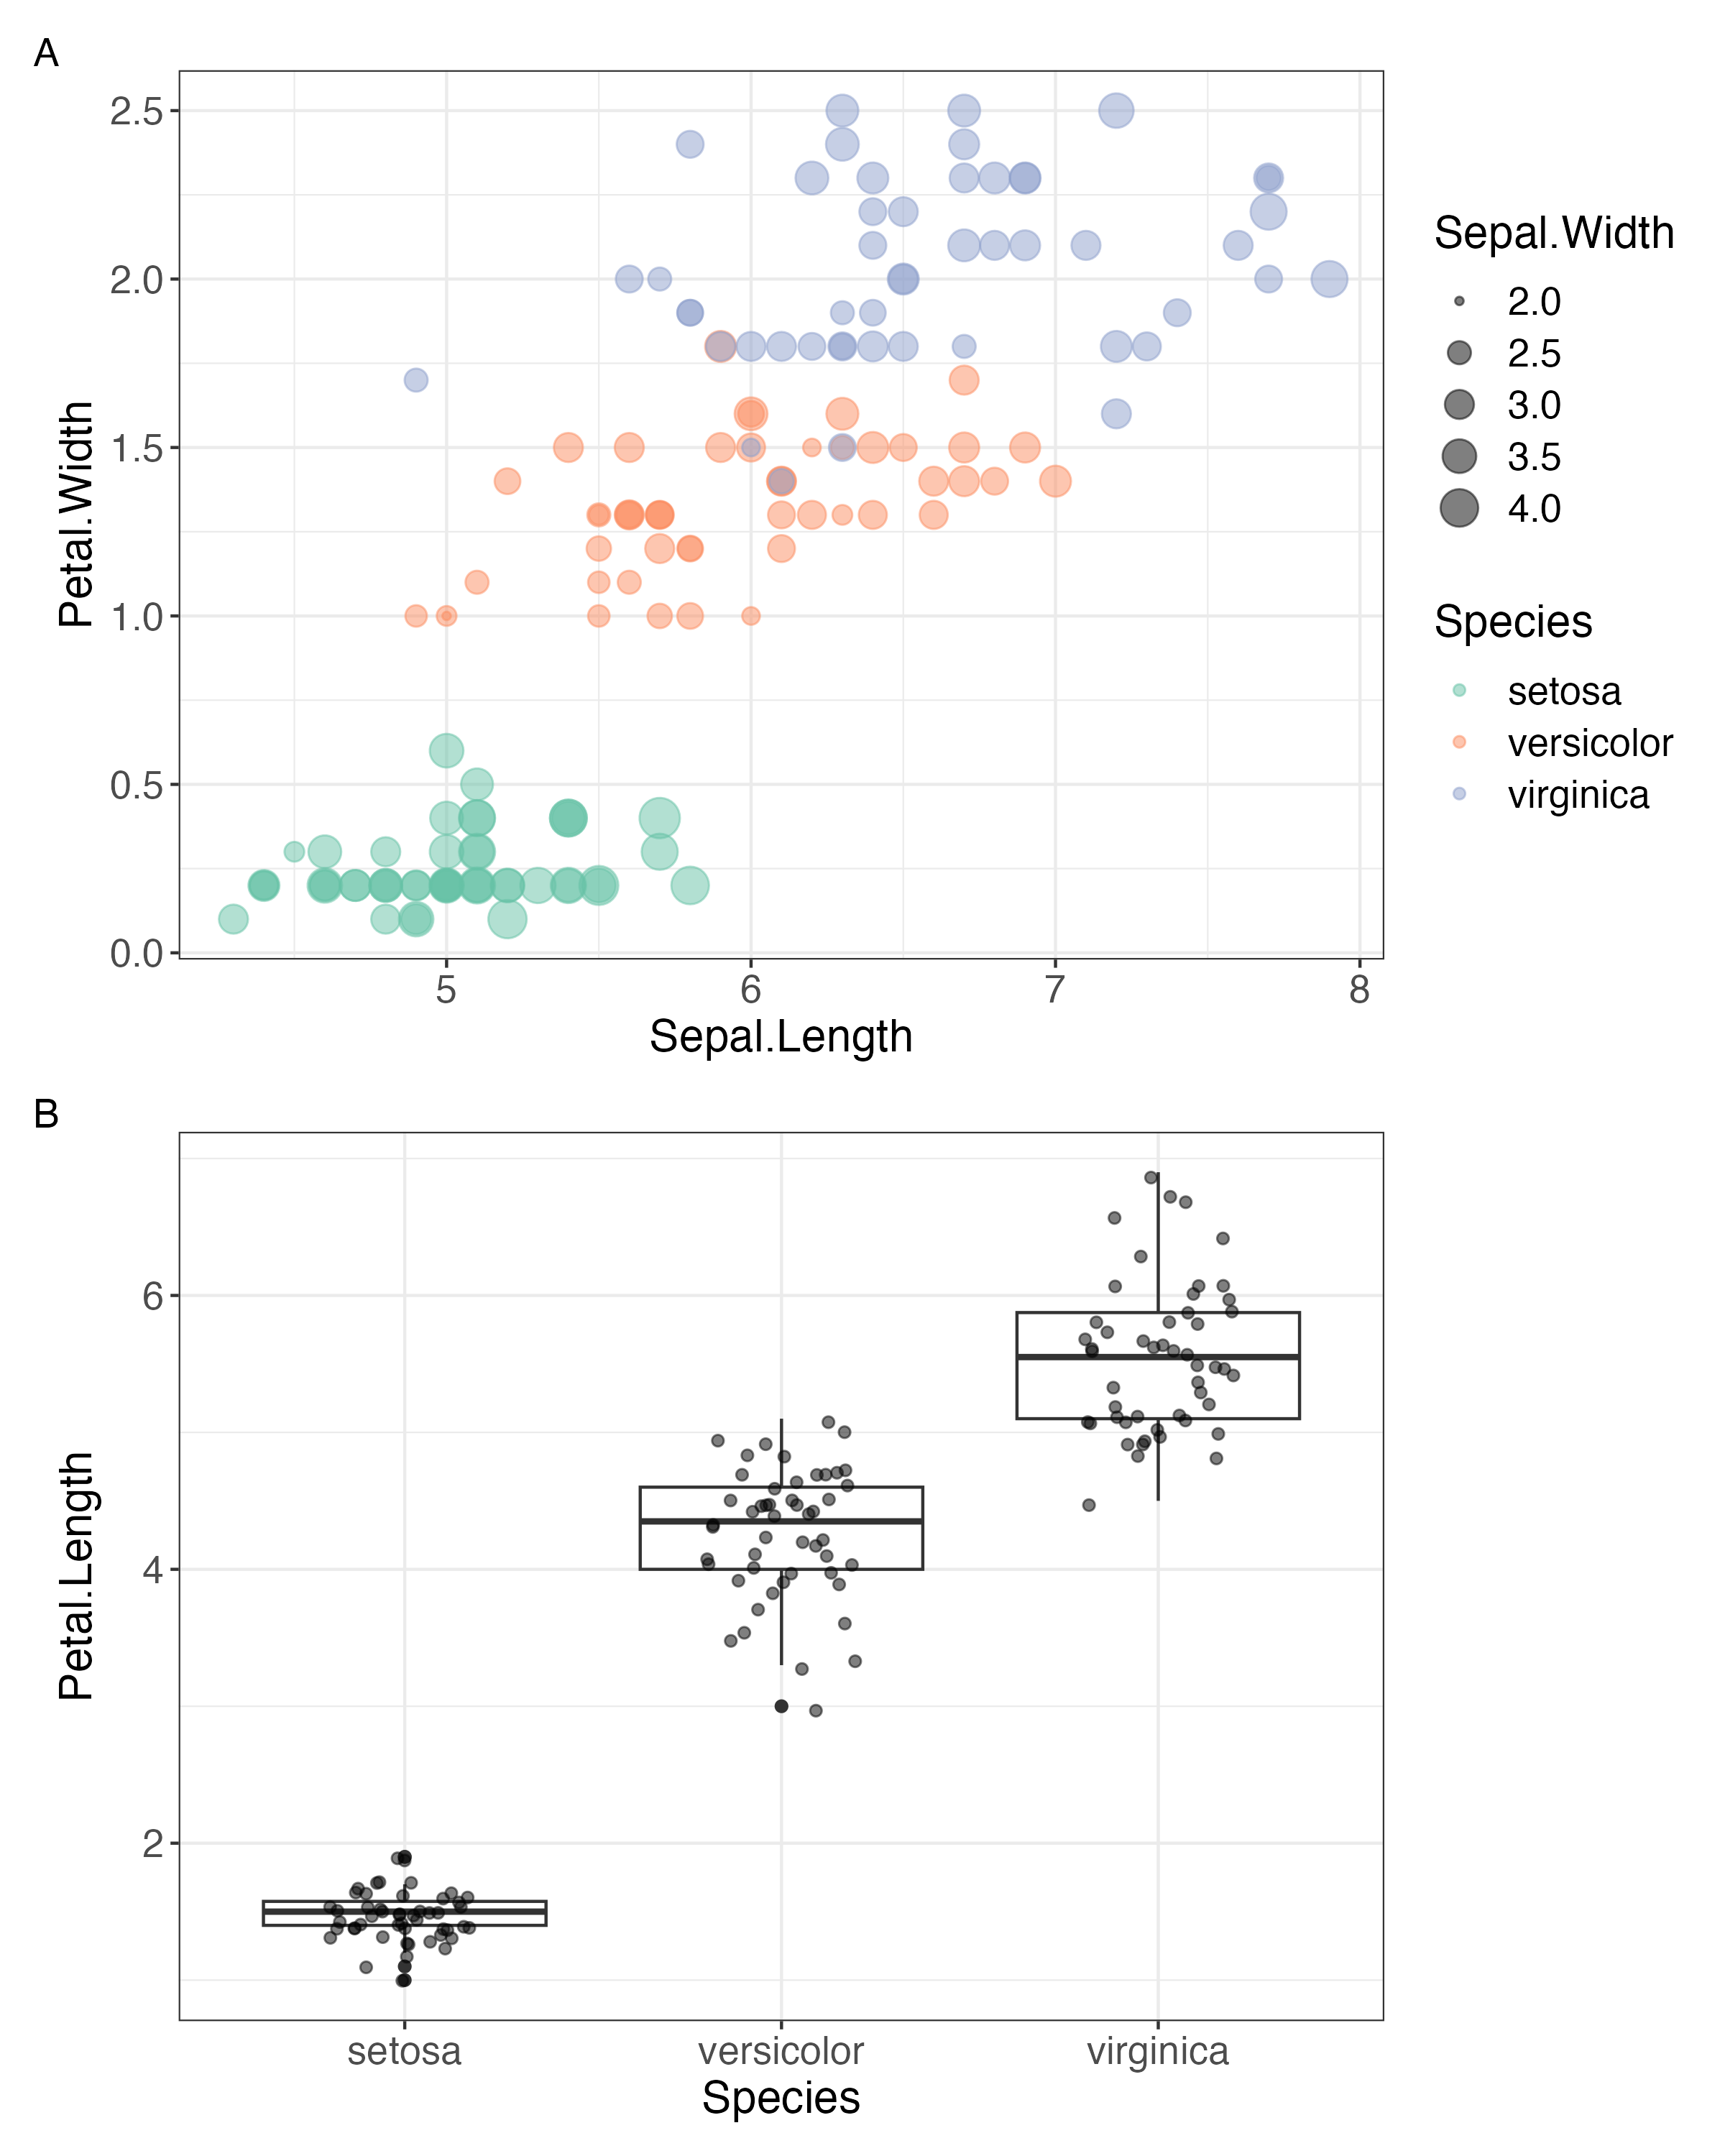 A
2.5
2.0
1.5
1.0
0.5
0.0
Petal.Width
5 6 7 8
Sepal.Length
Sepal.Width
2.0
2.5
3.0
3.5
4.0
Species
setosa
versicolor
virginica
B
6
4
2
Petal.Length
setosa versicolor virginica
Species